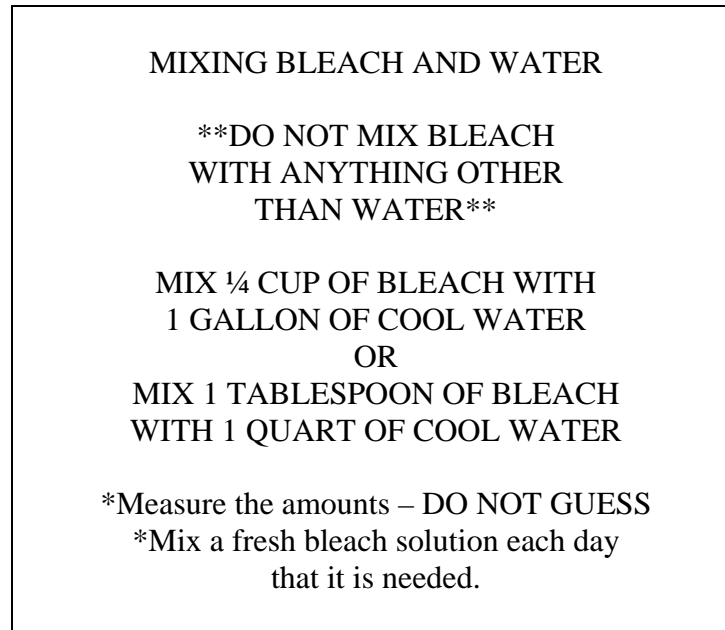 MIXING BLEACH AND WATER
**DO NOT MIX BLEACH
WITH ANYTHING OTHER
THAN WATER**
MIX ¼ CUP OF BLEACH WITH
1 GALLON OF COOL WATER
OR
MIX 1 TABLESPOON OF BLEACH
WITH 1 QUART OF COOL WATER
*Measure the amounts – DO NOT GUESS
*Mix a fresh bleach solution each day
that it is needed.